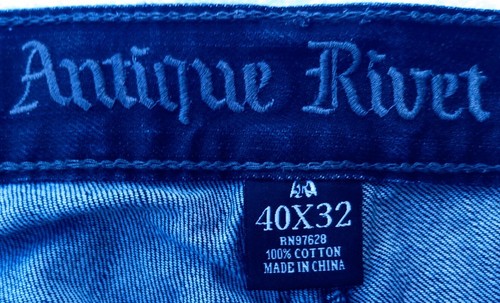 Antique Rivet
40X32
RN97628
100% COTTON
MADE IN CHINA